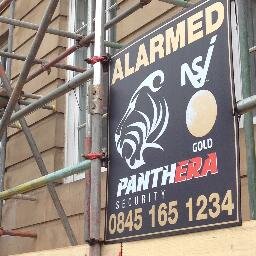 ALARMED
NSI
GOLD
PANTHERA
SECURITY
0845 165 1234